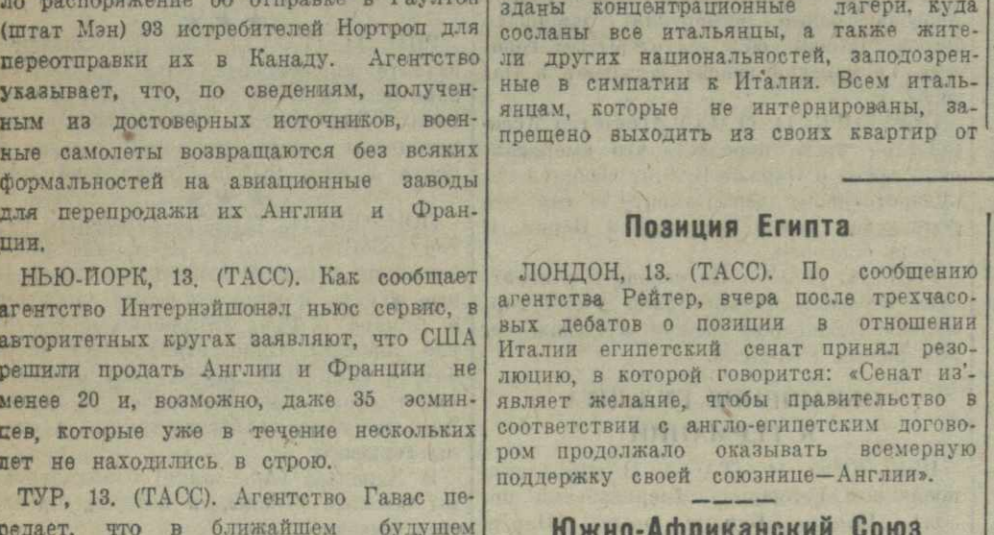 ло распоряжение об отправке в Гаултон
(штат Мэн) 93 истребителей Нортроп для
переотправки их в Канаду. Агентство
указывает, что, по сведениям, получен-
ным из достоверных источников, воен-
ные самолеты возвращаются без всяких
формальностей на авиационные заводы
для перепродажи их Англии и Фран-
ции.
НЬЮ-ЙОРК, 13. (ТАСС). Как сообщает
агентство Интернэйшонэл ньюс сервис, в
авторитетных кругах заявляют, что США
решили продать Англии и Франции не
менее 20 и, возможно, даже 35 эсмин-
цев, которые уже в течение нескольких
лет не находились в строю.
ТУР, 13. (ТАСС). Агентство Гавас пе-
редает, что в ближайшем будущем
зданы концентрационные лагери, куда
сосланы все итальянцы, а также жите-
ли других национальностей, заподозрен-
ные в симпатии к Италии. Всем италь-
янцам, которые не интернированы, за-
прещено выходить из своих квартир от
Позиция Египта
ЛОНДОН, 13. (ТАСС). По сообщению
агентства Рейтер, вчера после трехчасо-
вых дебатов о позиции в отношении
Италии египетский сенат принял резо-
люцию, в которой говорится: «Сенат из'-
являет желание, чтобы правительство в
соответствии с англо-египетским догово-
ром продолжало оказывать всемерную
поддержку своей союзнице—Англии».
Южно-Африканский Союз